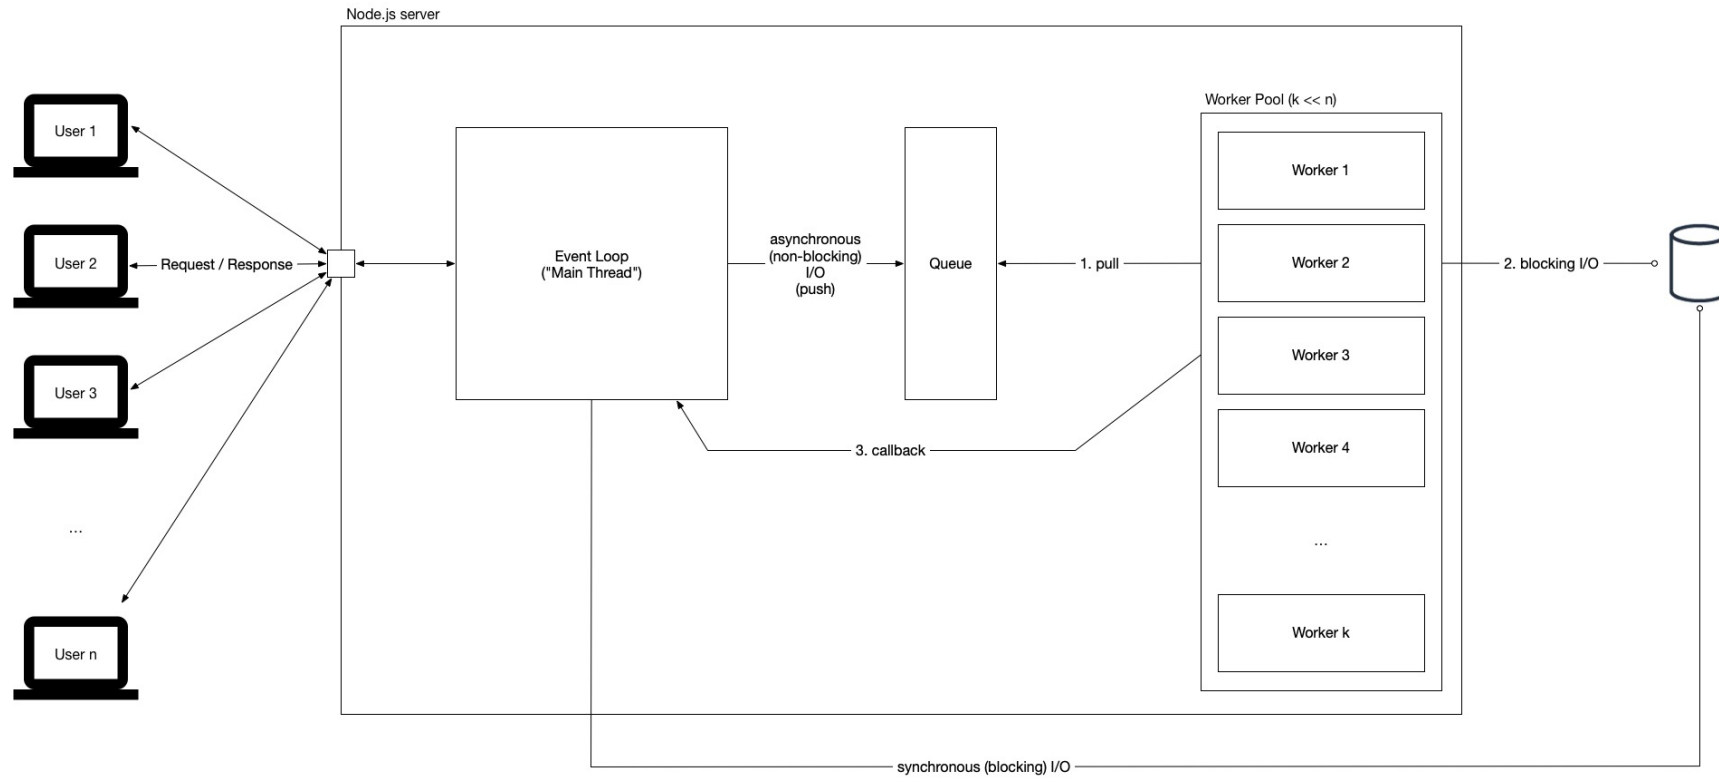 Node.js server
User 1
User 2
User 3
...
User n
Request / Response
Event Loop
("Main Thread")
asynchronous
(non-blocking)
I/O
(push)
Queue
1. pull
Worker Pool (k << n)
Worker 1
Worker 2
Worker 3
Worker 4
...
Worker k
2. blocking I/O
3. callback
synchronous (blocking) I/O